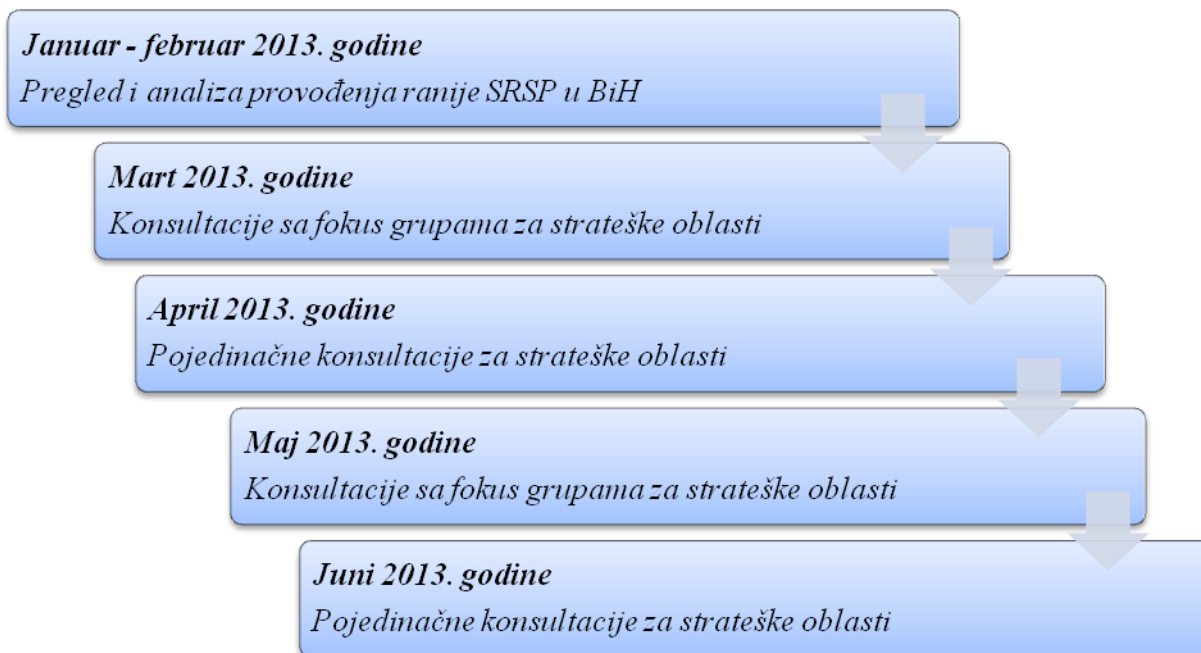 Januar - februar 2013. godine
Pregled i analiza provođenja ranije SRSP u BiH
Mart 2013. godine
Konsultacije sa fokus grupama za strateške oblasti
April 2013. godine
Pojedinačne konsultacije za strateške oblasti
Maj 2013. godine
Konsultacije sa fokus grupama za strateške oblasti
Juni 2013. godine
Pojedinačne konsultacije za strateške oblasti